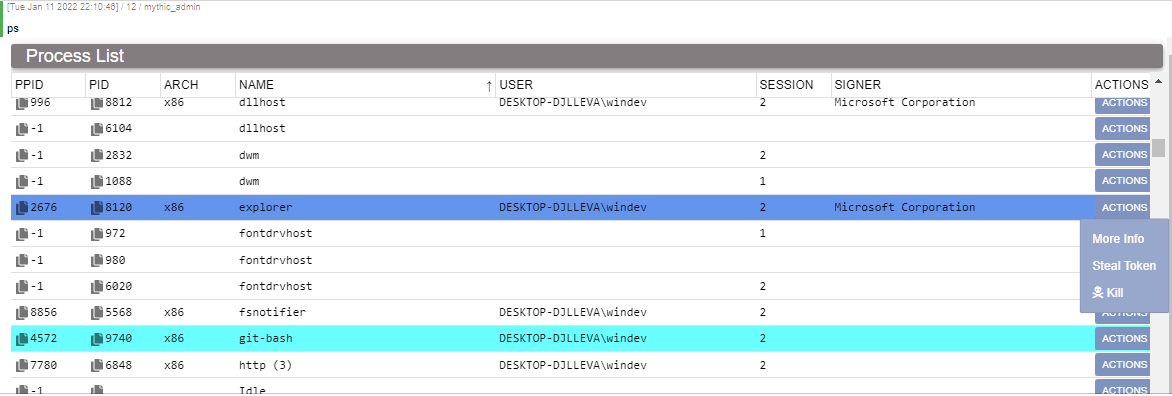 [Tue Jan 11 2022 22:10:46] / 12 / mythic_admin
ps
Process List
PPID PID ARCH NAME ↑ USER SESSION SIGNER ACTIONS
996 8812 x86 dllhost DESKTOP-DJLLEVA\windev 2 Microsoft Corporation ACTIONS
-1 6104 dllhost ACTIONS
-1 2832 dwm 2 ACTIONS
-1 1088 dwm 1 ACTIONS
2676 8120 x86 explorer DESKTOP-DJLLEVA\windev 2 Microsoft Corporation ACTIONS
-1 972 fontdrvhost 1
More Info
-1 980 fontdrvhost
Steal Token
-1 6020 fontdrvhost 2
Kill
8856 5568 x86 fsnotifier DESKTOP-DJLLEVA\windev 2 ACTIONS
4572 9740 x86 git-bash DESKTOP-DJLLEVA\windev 2 ACTIONS
7780 6848 x86 http (3) DESKTOP-DJLLEVA\windev 2 ACTIONS
-1 Idle ACTIONS